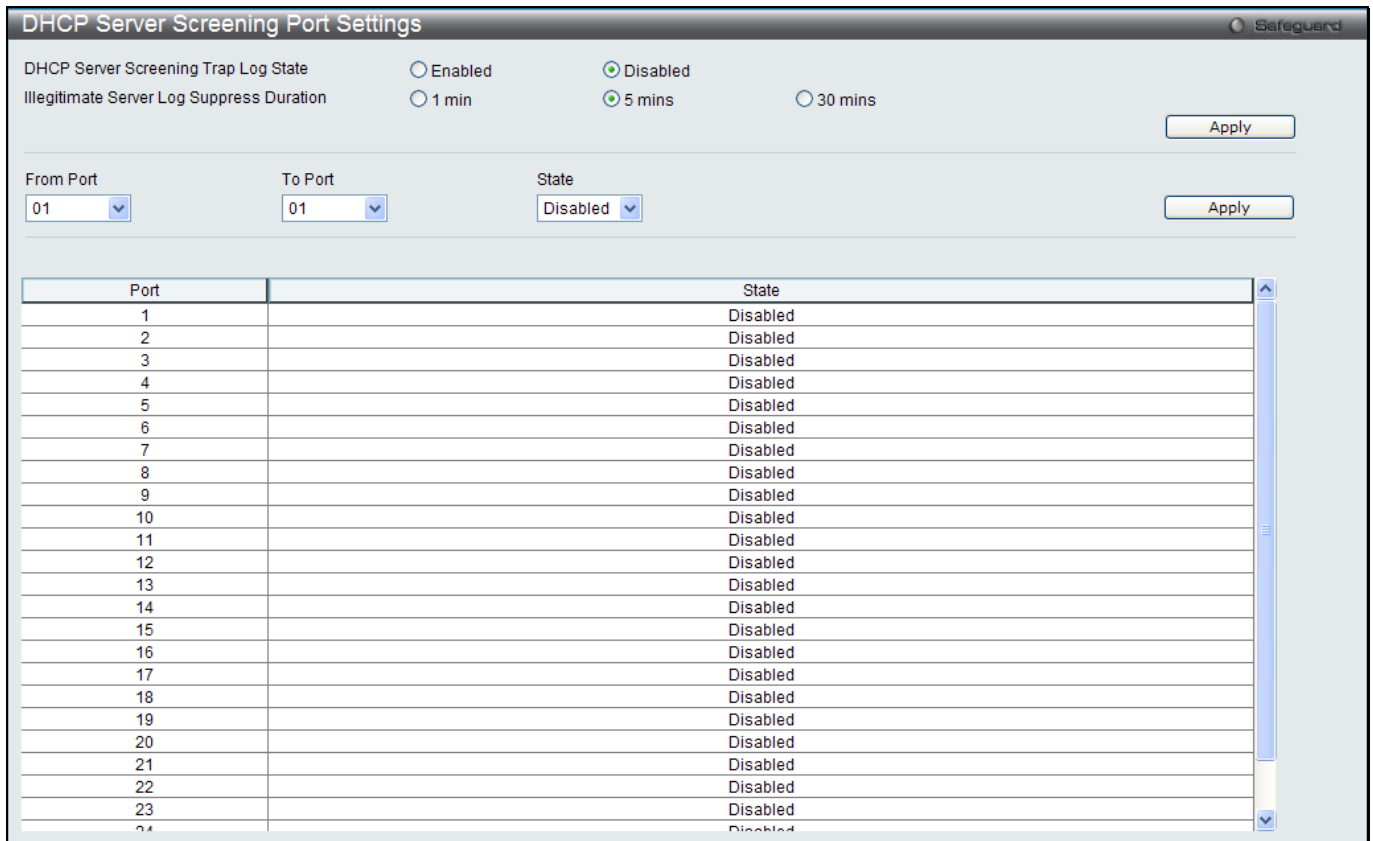 DHCP Server Screening Port Settings
Safeguard
DHCP Server Screening Trap Log State Enabled Disabled
Illegitimate Server Log Suppress Duration 1 min 5 mins 30 mins
Apply
From Port To Port State
01 01 Disabled Apply
Port State
1 Disabled
2 Disabled
3 Disabled
4 Disabled
5 Disabled
6 Disabled
7 Disabled
8 Disabled
9 Disabled
10 Disabled
11 Disabled
12 Disabled
13 Disabled
14 Disabled
15 Disabled
16 Disabled
17 Disabled
18 Disabled
19 Disabled
20 Disabled
21 Disabled
22 Disabled
23 Disabled
24 Disabled